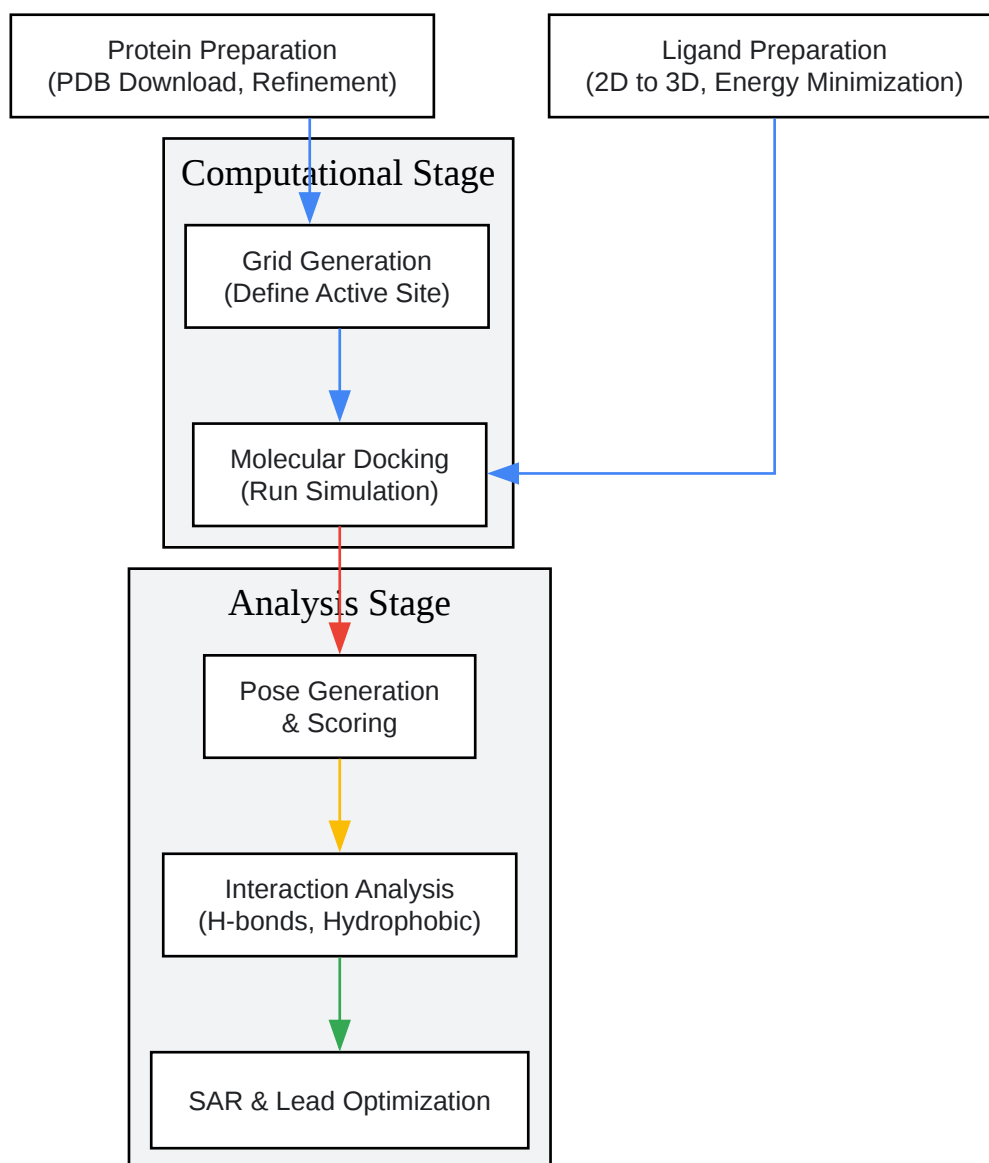 Protein Preparation
(PDB Download, Refinement)
Ligand Preparation
(2D to 3D, Energy Minimization)
Computational Stage
Grid Generation
(Define Active Site)
Molecular Docking
(Run Simulation)
Analysis Stage
Pose Generation
& Scoring
Interaction Analysis
(H-bonds, Hydrophobic)
SAR & Lead Optimization